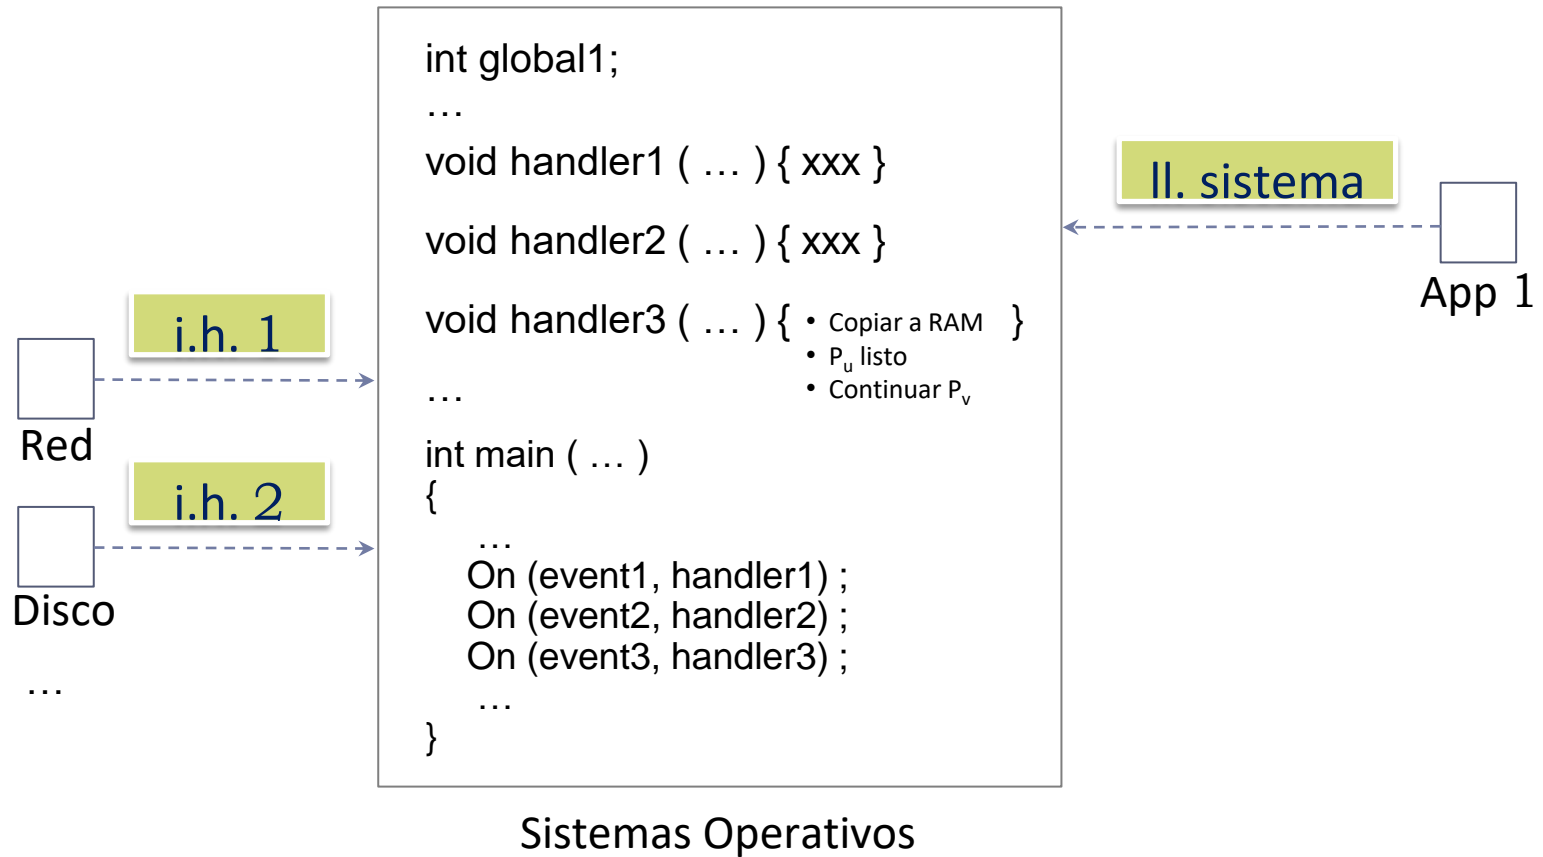 int global1;
…
void handler1 ( … ) { xxx }
ll. sistema
void handler2 ( … ) { xxx }
App 1
i.h. 1
void handler3 ( … ) { • Copiar a RAM }
• Pu listo
• Continuar Pv
…
Red
int main ( … )
{
i.h. 2
…
On (event1, handler1) ;
Disco
On (event2, handler2) ;
On (event3, handler3) ;
…
…
}
Sistemas Operativos